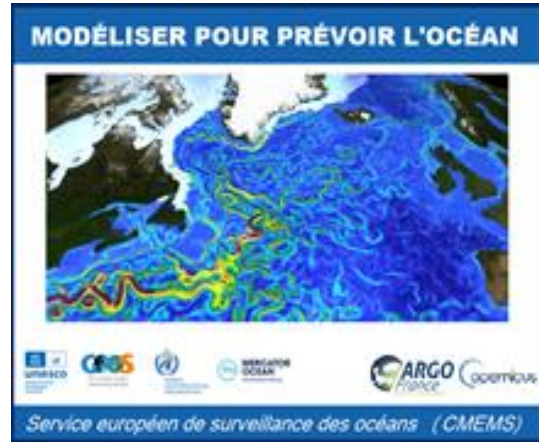 MODÉLISER POUR PRÉVOIR L'OCÉAN
unesco
MERCATOR
OCEAN
ARGO
France
Copernicus
Service européen de surveillance des océans (CMEMS)